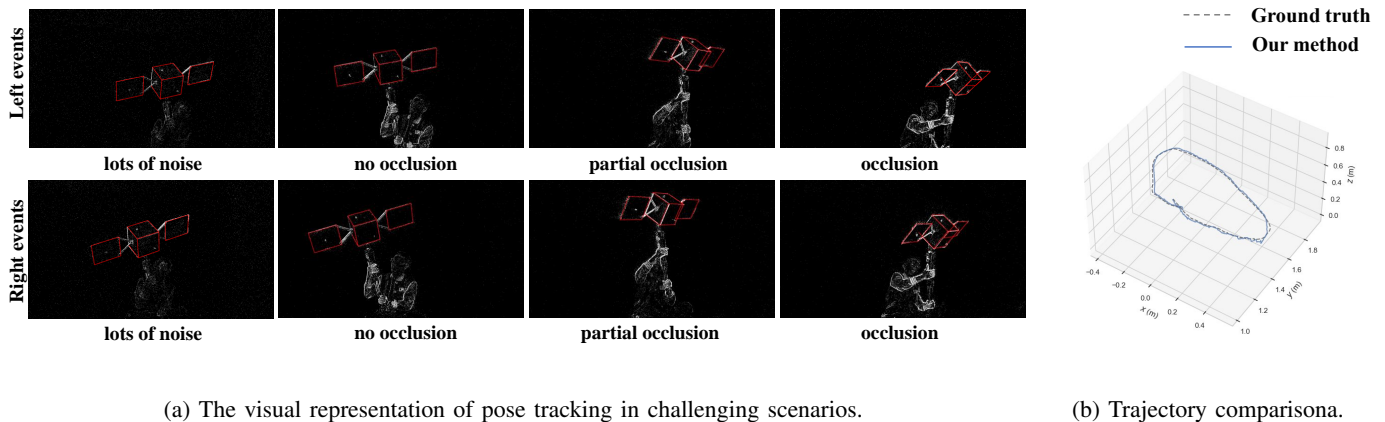 Left events
lots of noise
no occlusion
partial occlusion
occlusion
Right events
lots of noise
no occlusion
partial occlusion
occlusion
(a) The visual representation of pose tracking in challenging scenarios.
Ground truth
Our method
0.8
0.6
0.4
0.2
0.0
z (m)
1.8
1.6
1.4
1.2
1.0
y (m)
−0.4
−0.2
0.0
0.2
0.4
x (m)
(b) Trajectory comparisona.